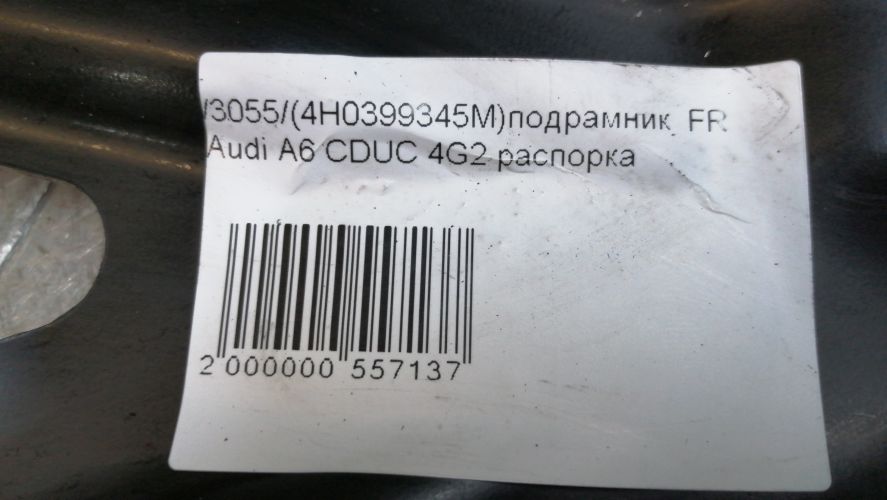 /3055/(4H0399345M)подрамник FR
Audi A6 CDUC 4G2 распорка
2 000000 557137